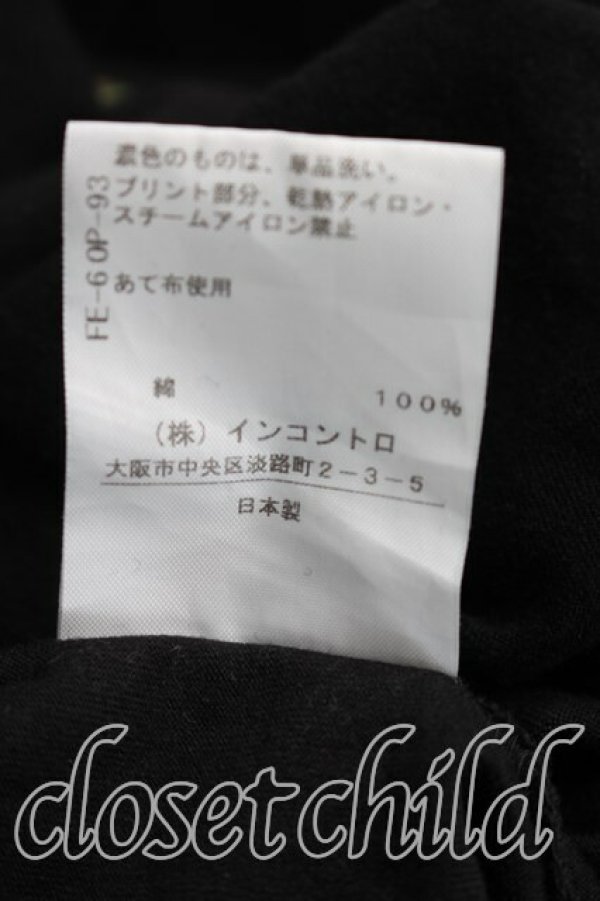 濃色のものは、単品洗い。
プリント部分、乾熱アイロン・
スチームアイロン禁止
あて布使用
FE-6OP-93
綿 100%
(株)インコントロ
大阪市中央区淡路町2-3-5
日本製
closet child